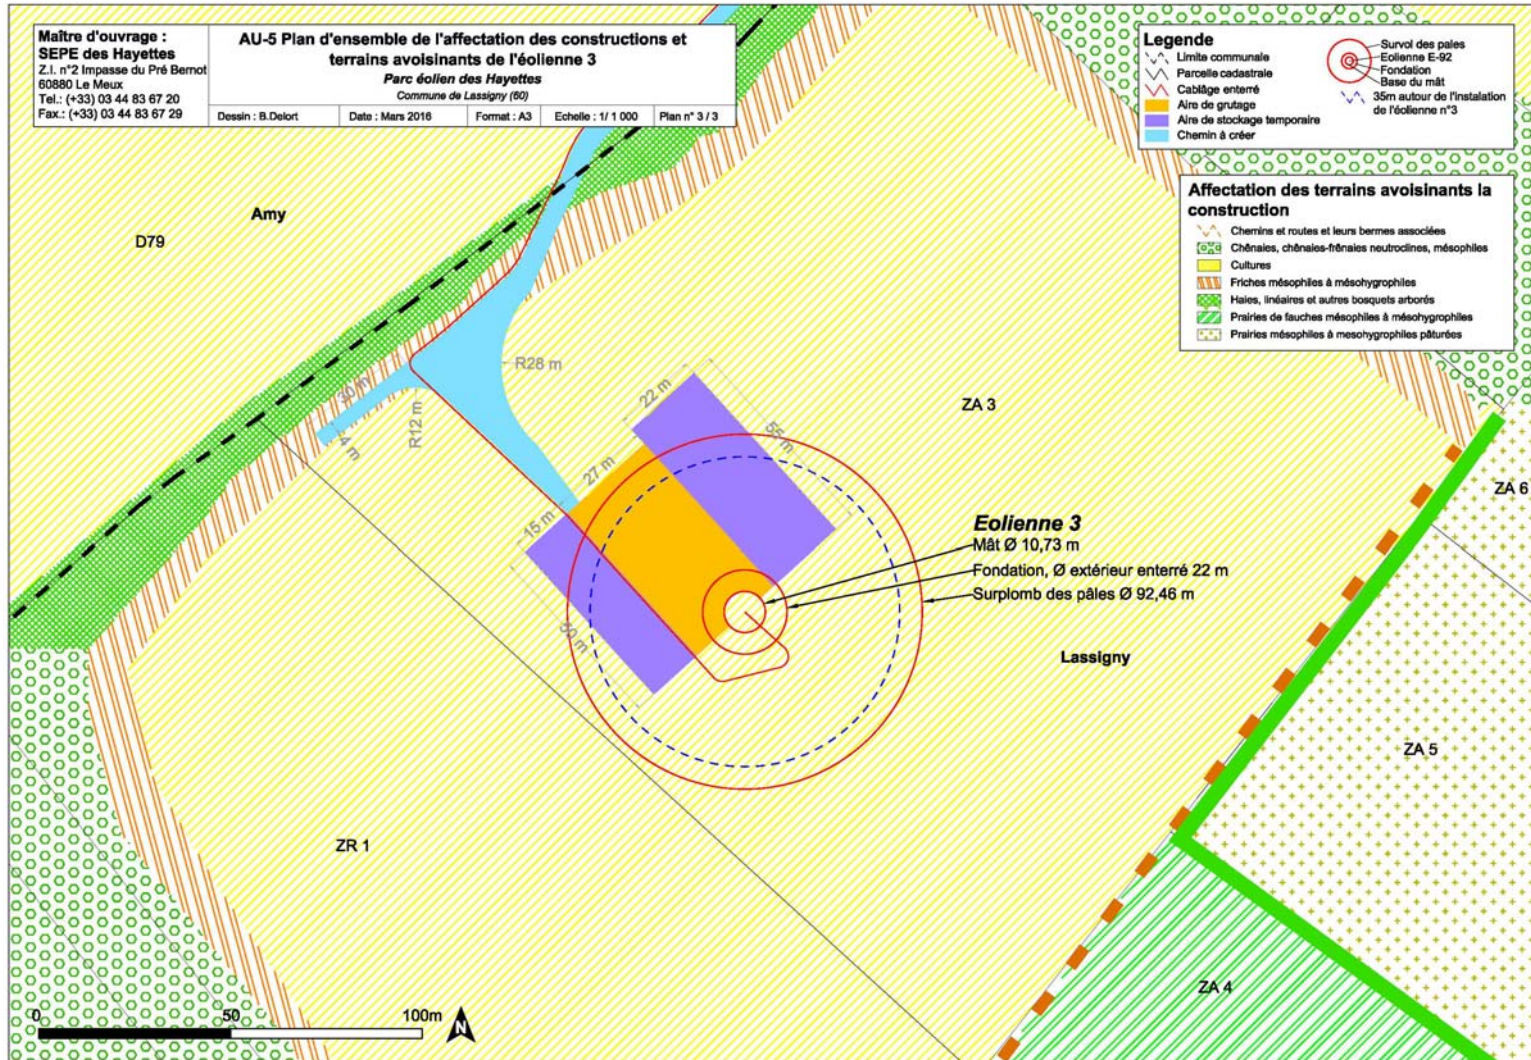 Maître d'ouvrage :
SEPE des Hayettes
Z.I. n°2 Impasse du Pré Bernot
60880 Le Meux
Tel.: (+33) 03 44 83 67 20
Fax.: (+33) 03 44 83 67 29
AU-5 Plan d'ensemble de l'affectation des constructions et
terrains avoisinants de l'éolienne 3
Parc éolien des Hayettes
Commune de Lassigny (60)
Dessin : B.Delort
Date : Mars 2016
Format : A3
Echelle : 1/ 1 000
Plan n° 3 / 3
Legende
Limite communale
Parcelle cadastrale
Cablâge enterré
Aire de grutage
Aire de stockage temporaire
Chemin à créer
Survol des pales
Eolienne E-92
Fondation
Base du mât
35m autour de l'instalation
de l'éolienne n°3
Affectation des terrains avoisinants la
construction
Chemins et routes et leurs bermes associées
Chênaies, chênaies-frênaies neutroclines, mésophiles
Cultures
Friches mésophiles à mésohygrophiles
Haies, linéaires et autres bosquets arborés
Prairies de fauches mésophiles à mésohygrophiles
Prairies mésophiles à mesohygrophiles pâturées
Amy
D79
R28 m
30 m
4 m
R12 m
22 m
55 m
27 m
15 m
50 m
ZA 3
ZA 6
Eolienne 3
Mât Ø 10,73 m
Fondation, Ø extérieur enterré 22 m
Surplomb des pâles Ø 92,46 m
Lassigny
ZA 5
ZR 1
ZA 4
0 50 100m
N